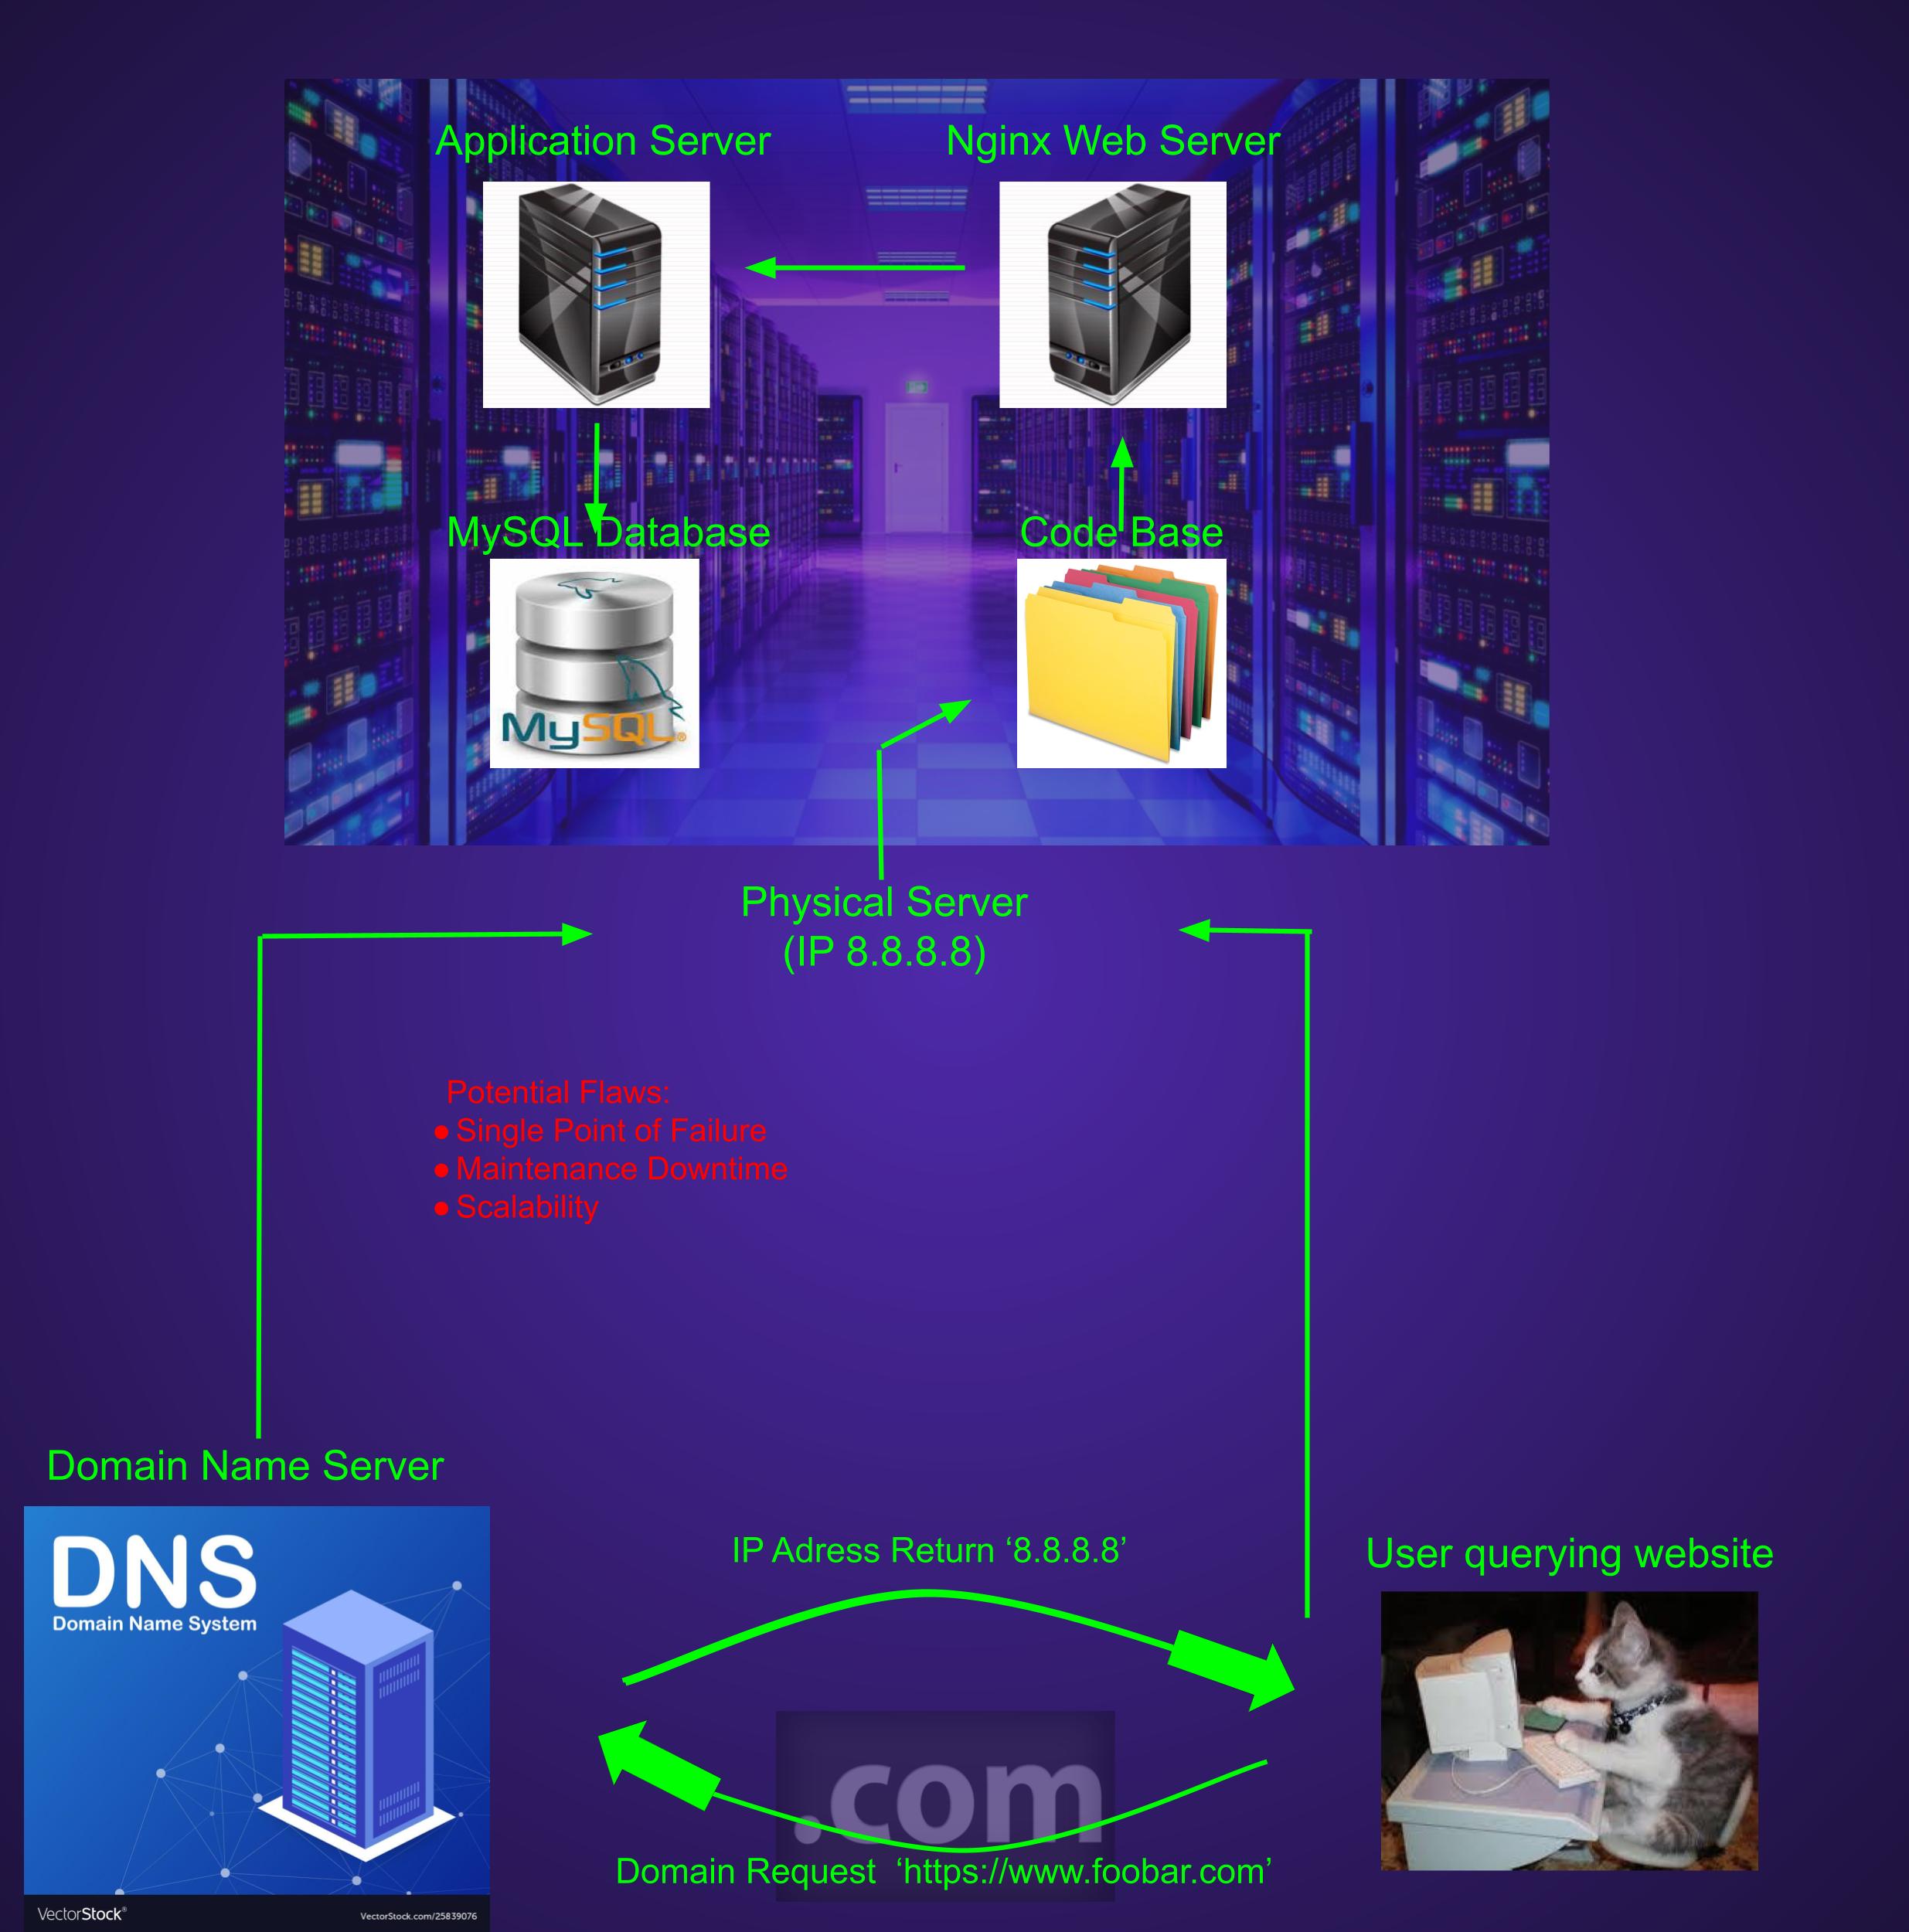 Application Server
Nginx Web Server
MySQL Database
Code Base
MySQL®
Physical Server
(IP 8.8.8.8)
Potential Flaws:
● Single Point of Failure
● Maintenance Downtime
● Scalability
Domain Name Server
DNS
Domain Name System
VectorStock®
VectorStock.com/25839076
IP Adress Return ‘8.8.8.8’
User querying website
.com
Domain Request ‘https://www.foobar.com’